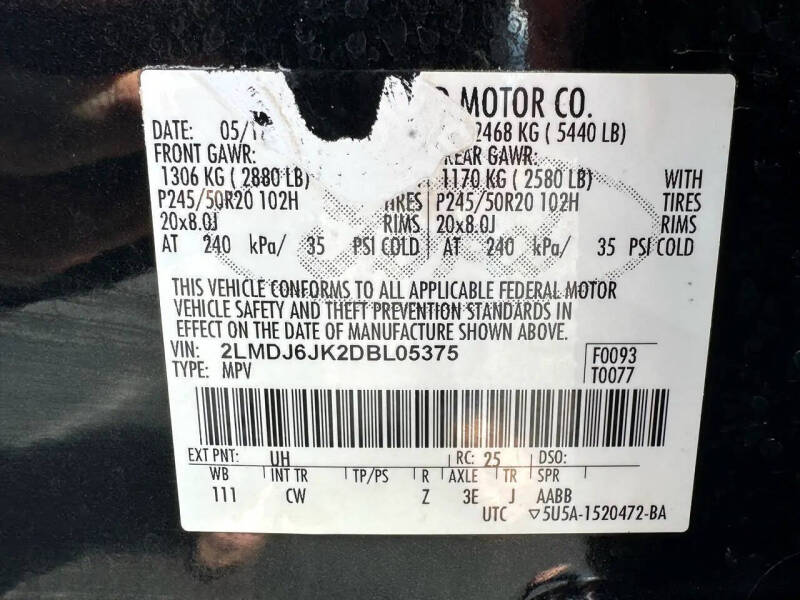 MOTOR CO.
DATE: 05/1 2468 KG ( 5440 LB)
FRONT GAWR: REAR GAWR:
1306 KG ( 2880 LB) 1170 KG ( 2580 LB) WITH
P245/50R20 102H TIRES P245/50R20 102H TIRES
20x8.0J RIMS 20x8.0J RIMS
AT 240 kPa/ 35 PSI COLD AT 240 kPa/ 35 PSI COLD
THIS VEHICLE CONFORMS TO ALL APPLICABLE FEDERAL MOTOR
VEHICLE SAFETY AND THEFT PREVENTION STANDARDS IN
EFFECT ON THE DATE OF MANUFACTURE SHOWN ABOVE.
VIN: 2LMDJ6JK2DBL05375 F0093
TYPE: MPV T0077
EXT PNT: UH RC: 25 DSO:
WB INT TR TP/PS R AXLE TR SPR
111 CW Z 3E J AABB
UTC ▽5U5A-1520472-BA